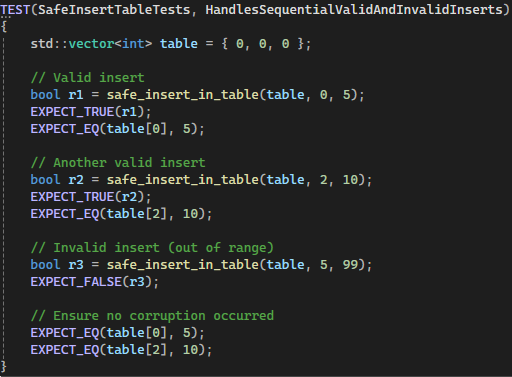 TEST(SafeInsertTableTests, HandlesSequentialValidAndInvalidInserts)
{
    std::vector<int> table = { 0, 0, 0 };

    // Valid insert
    bool r1 = safe_insert_in_table(table, 0, 5);
    EXPECT_TRUE(r1);
    EXPECT_EQ(table[0], 5);

    // Another valid insert
    bool r2 = safe_insert_in_table(table, 2, 10);
    EXPECT_TRUE(r2);
    EXPECT_EQ(table[2], 10);

    // Invalid insert (out of range)
    bool r3 = safe_insert_in_table(table, 5, 99);
    EXPECT_FALSE(r3);

    // Ensure no corruption occurred
    EXPECT_EQ(table[0], 5);
    EXPECT_EQ(table[2], 10);
}